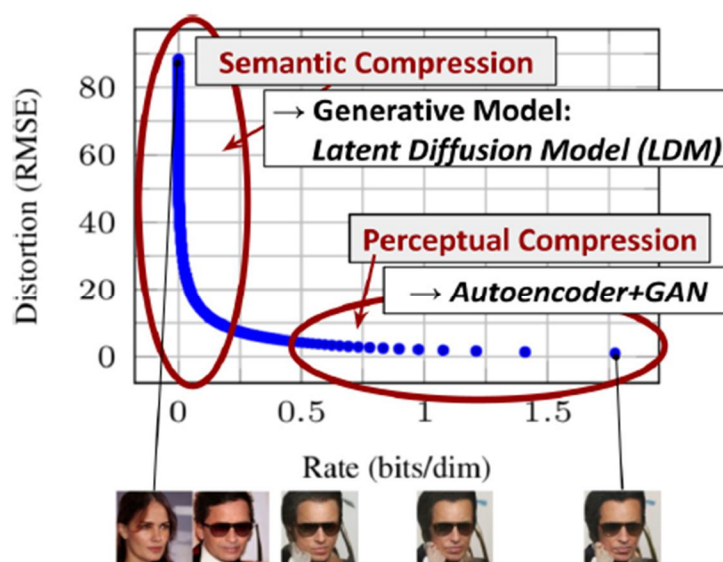 Semantic Compression
→ Generative Model:
Latent Diffusion Model (LDM)
Perceptual Compression
→ Autoencoder+GAN
Distortion (RMSE)
80
60
40
20
0
0 0.5 1 1.5
Rate (bits/dim)